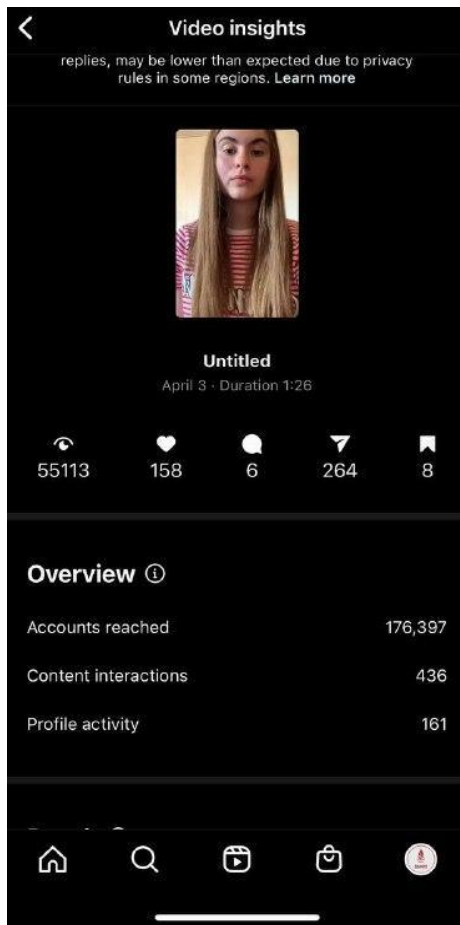 Video insights
replies, may be lower than expected due to privacy
rules in some regions. Learn more
Untitled
April 3 · Duration 1:26
55113 158 6 264 8
Overview
Accounts reached 176,397
Content interactions 436
Profile activity 161